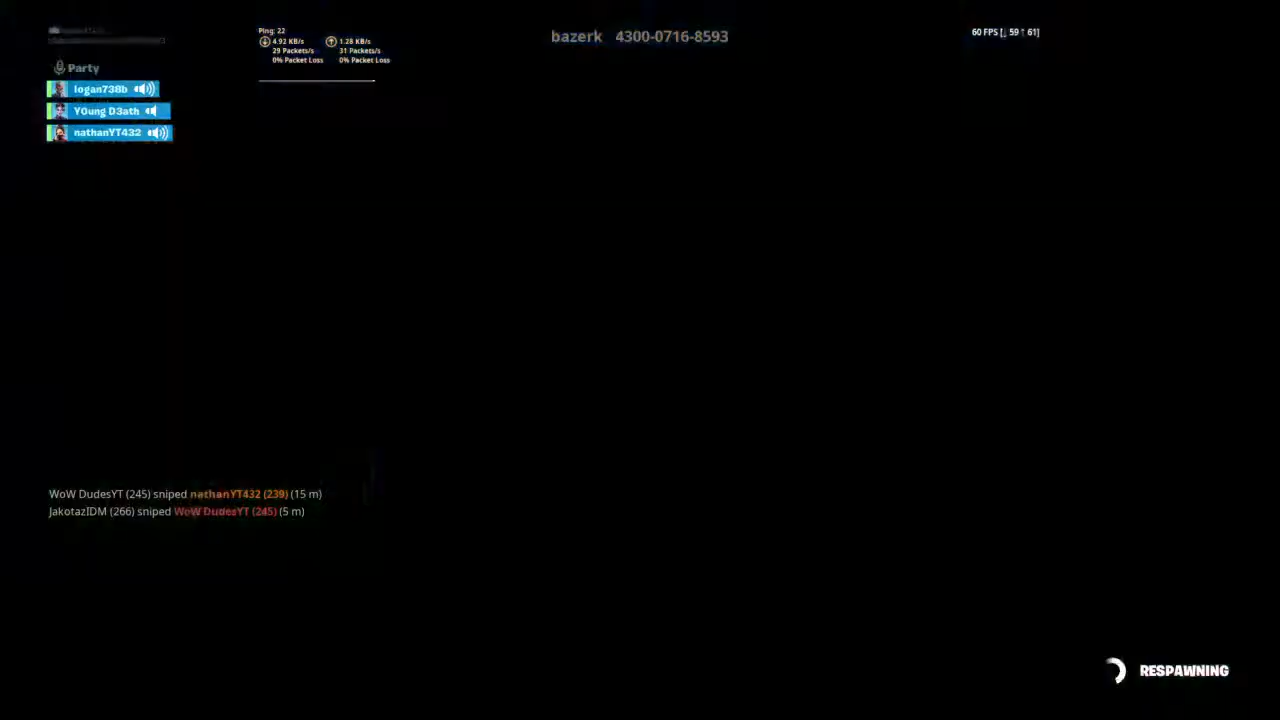 Ping: 22
4.92 KB/s 1.28 KB/s
29 Packets/s 31 Packets/s
0% Packet Loss 0% Packet Loss
bazerk 4300-0716-8593
60 FPS [↓ 59 ↑ 61]
Party
logan738b
Y0ung D3ath
nathanYT432
WoW DudesYT (245) sniped nathanYT432 (239) (15 m)
JakotazIDM (266) sniped WoW DudesYT (245) (5 m)
RESPAWNING